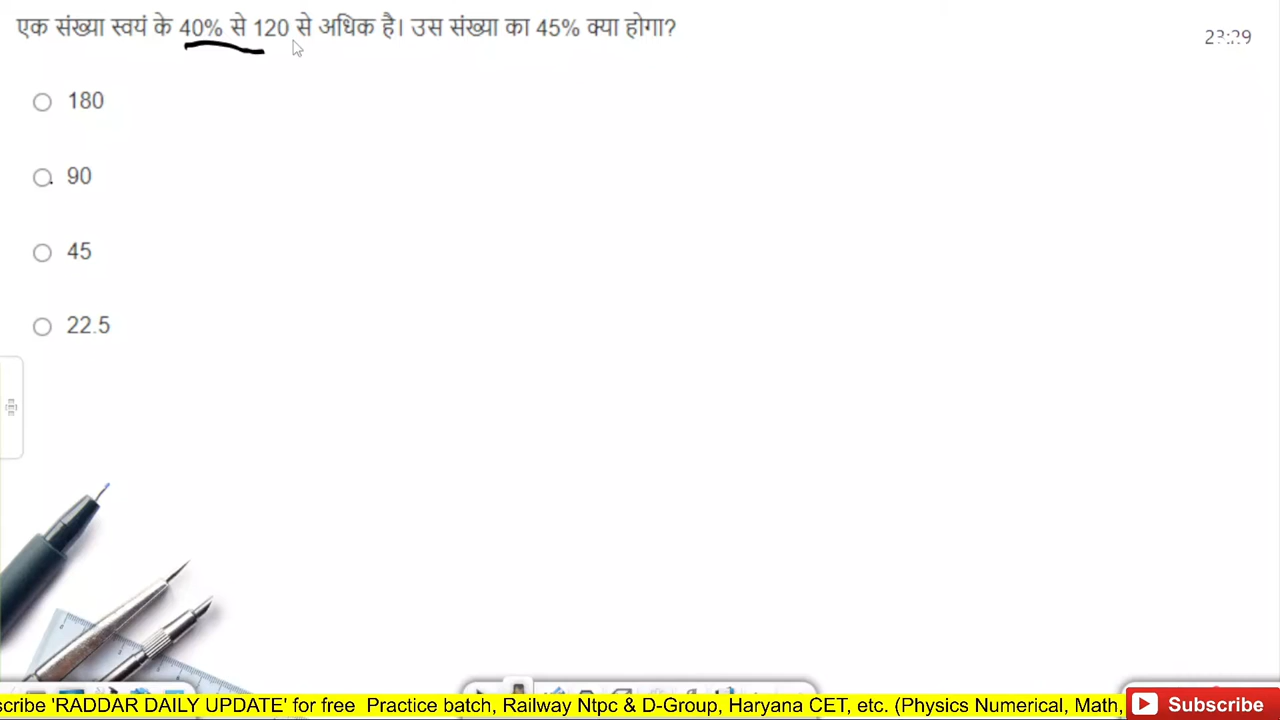 एक संख्या स्वयं के 40% से 120 से अधिक है। उस संख्या का 45% क्या होगा?
23:29
180
90
45
22.5
scribe 'RADDAR DAILY UPDATE' for free Practice batch, Railway Ntpc & D-Group, Haryana CET, etc. (Physics Numerical, Math,
Subscribe